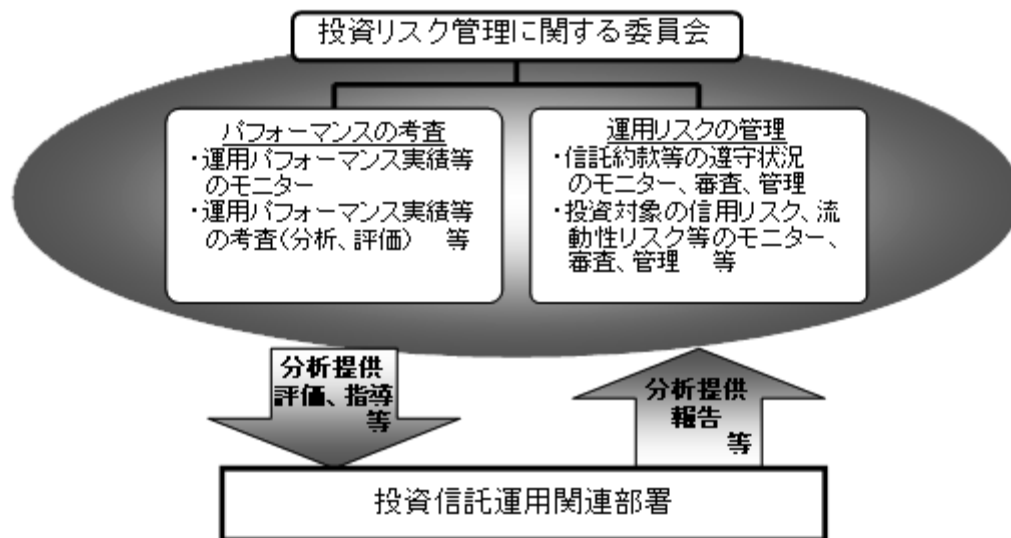 投資リスク管理に関する委員会
パフォーマンスの考査
・運用パフォーマンス実績等
のモニター
・運用パフォーマンス実績等
の考査(分析、評価) 等
運用リスクの管理
・信託約款等の遵守状況
のモニター、審査、管理
・投資対象の信用リスク、流
動性リスク等のモニター、
審査、管理 等
分析提供
評価、指導
等
分析提供
報告
等
投資信託運用関連部署